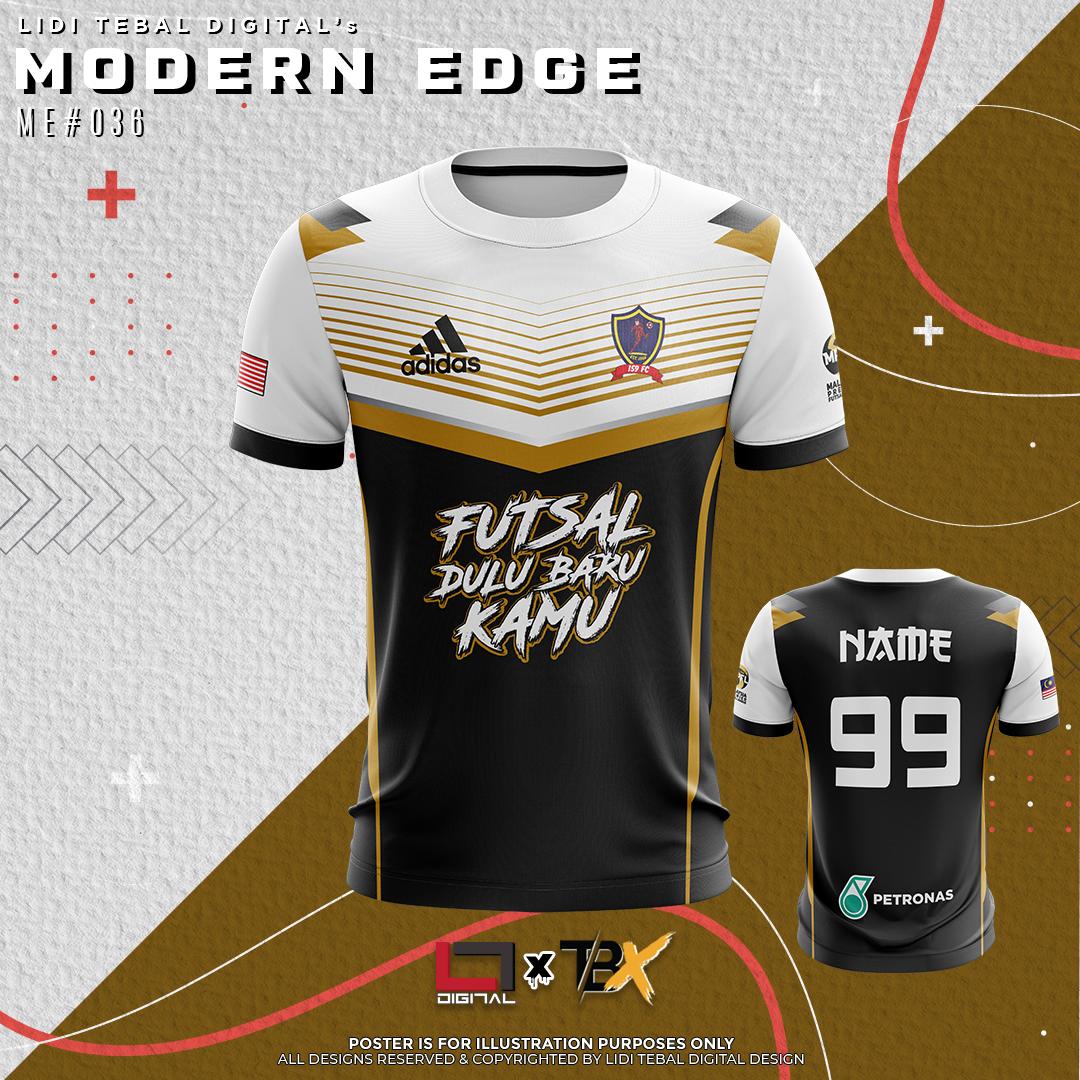 LIDI TEBAL DIGITAL's
MODERN EDGE
ME#036
adidas
159 FC
FUTSAL
DULU BARU
KAMU
NAME
99
PETRONAS
DIGITAL
x
TBX
POSTER IS FOR ILLUSTRATION PURPOSES ONLY
ALL DESIGNS RESERVED & COPYRIGHTED BY LIDI TEBAL DIGITAL DESIGN